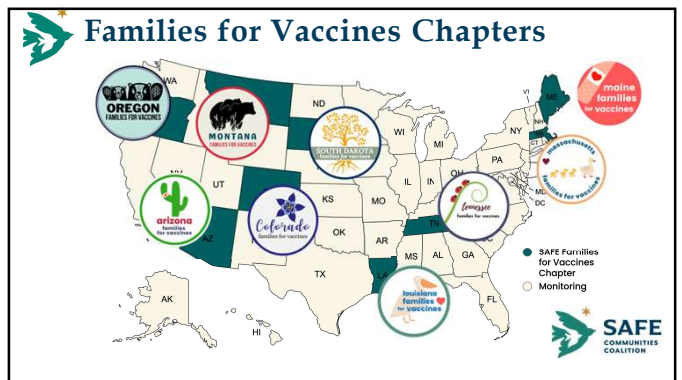 Families for Vaccines Chapters
WA
OREGON
FAMILIES FOR VACCINES
MONTANA
FAMILIES FOR VACCINES
ND
SOUTH DAKOTA
families for vaccines
WI
MI
NY
VT
NH
ME
CT
maine
families
for vaccines
massachusetts
families for vaccines
PA
MD
DC
OH
IN
IL
UT
KS
MO
arizona
families
for vaccines
AZ
Colorado
families for vaccines
tennessee
families for vaccines
TN
OK
AR
MS
AL
GA
TX
LA
louisiana
families
for vaccines
FL
AK
HI
SAFE Families
for Vaccines
Chapter
Monitoring
SAFE
COMMUNITIES
COALITION